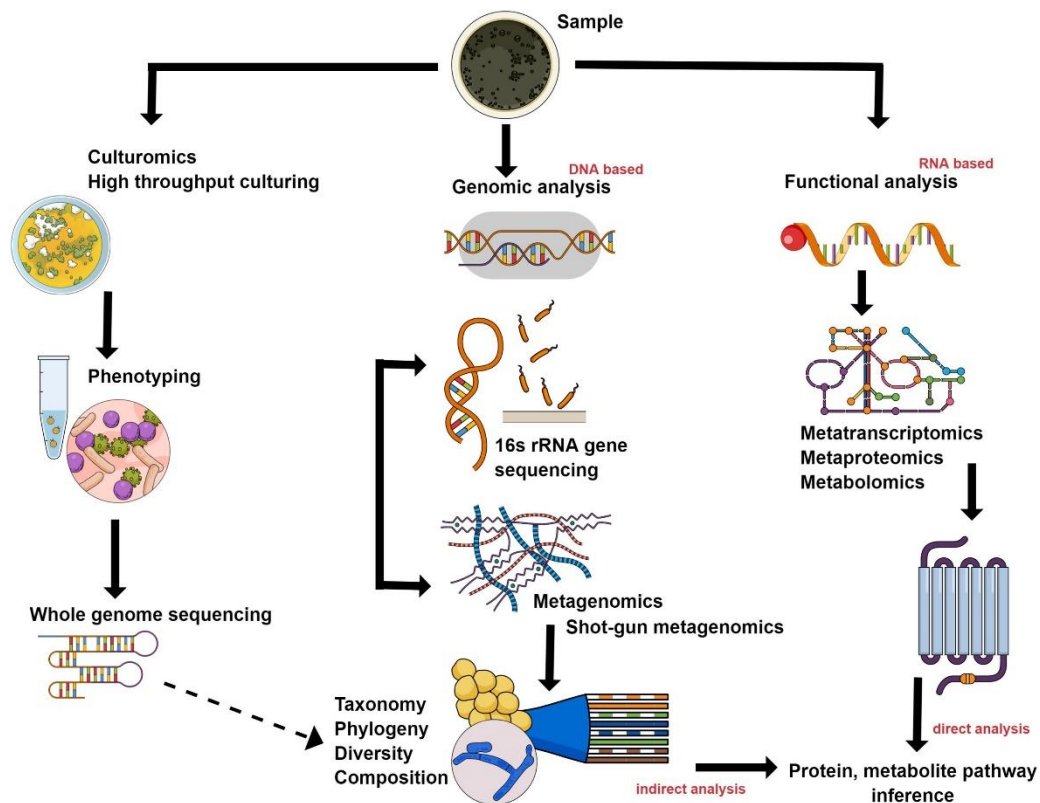 Sample
Culturomics
High throughput culturing
DNA based
Genomic analysis
RNA based
Functional analysis
Phenotyping
16s rRNA gene
sequencing
Metatranscriptomics
Metaproteomics
Metabolomics
Whole genome sequencing
Metagenomics
Shot-gun metagenomics
Taxonomy
Phylogeny
Diversity
Composition
direct analysis
indirect analysis
Protein, metabolite pathway
inference